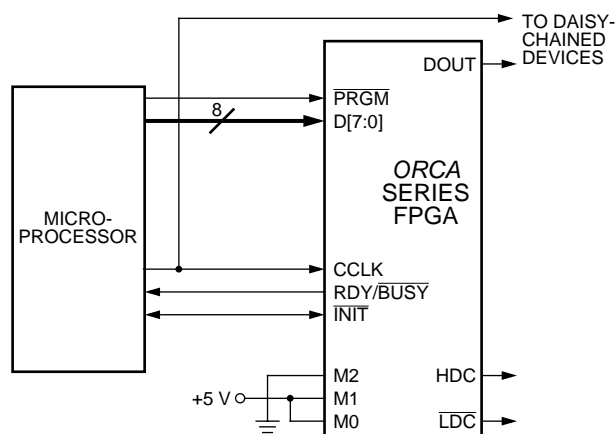 TO DAISY-
CHAINED
DEVICES
DOUT
PRGM
D[7:0]
8
ORCA
SERIES
FPGA
MICRO-
PROCESSOR
CCLK
RDY/BUSY
INIT
M2
HDC
+5 V
M1
M0
LDC